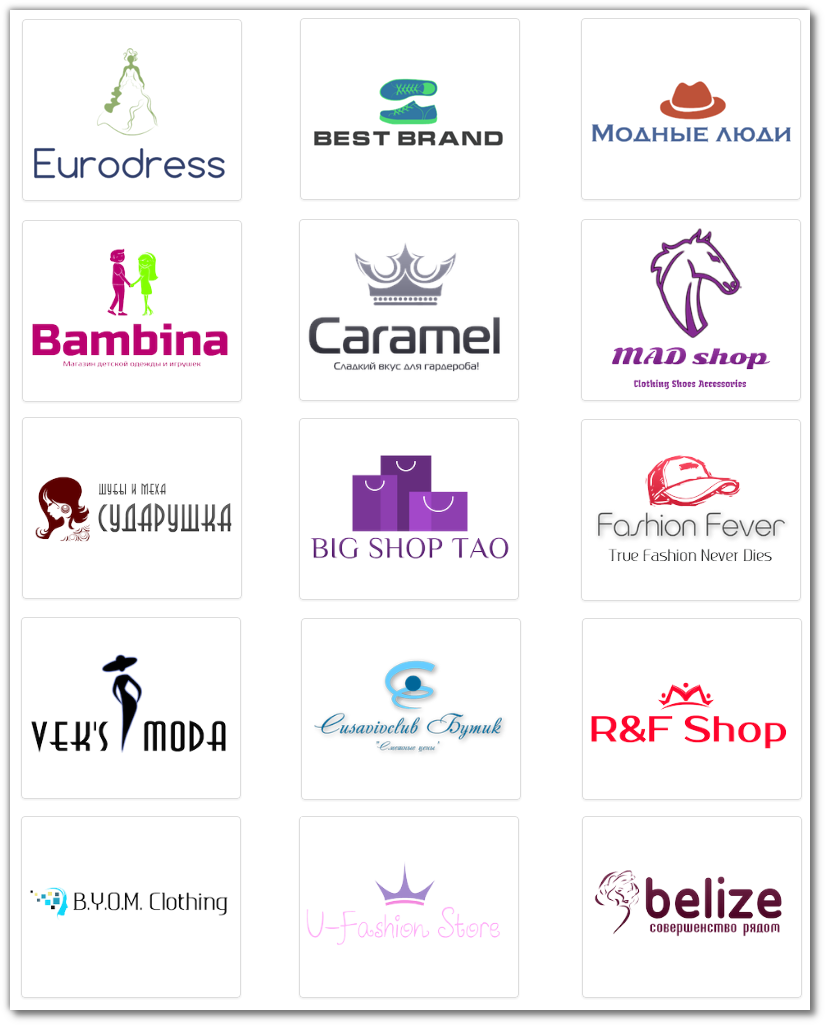 Eurodress
BEST BRAND
МОДНЫЕ ЛЮДИ
Bambina
Магазин детской одежды и игрушек
Caramel
Сладкий вкус для гардероба!
MAD shop
Clothing Shoes Accessories
ШУБЫ И МЕХА
СУДАРУШКА
BIG SHOP TAO
Fashion Fever
True Fashion Never Dies
VEK'S MODA
Cusavivclub Бутик
"Смешные цены"
R&F Shop
B.Y.O.M. Clothing
U-Fashion Store
belize
совершенство рядом